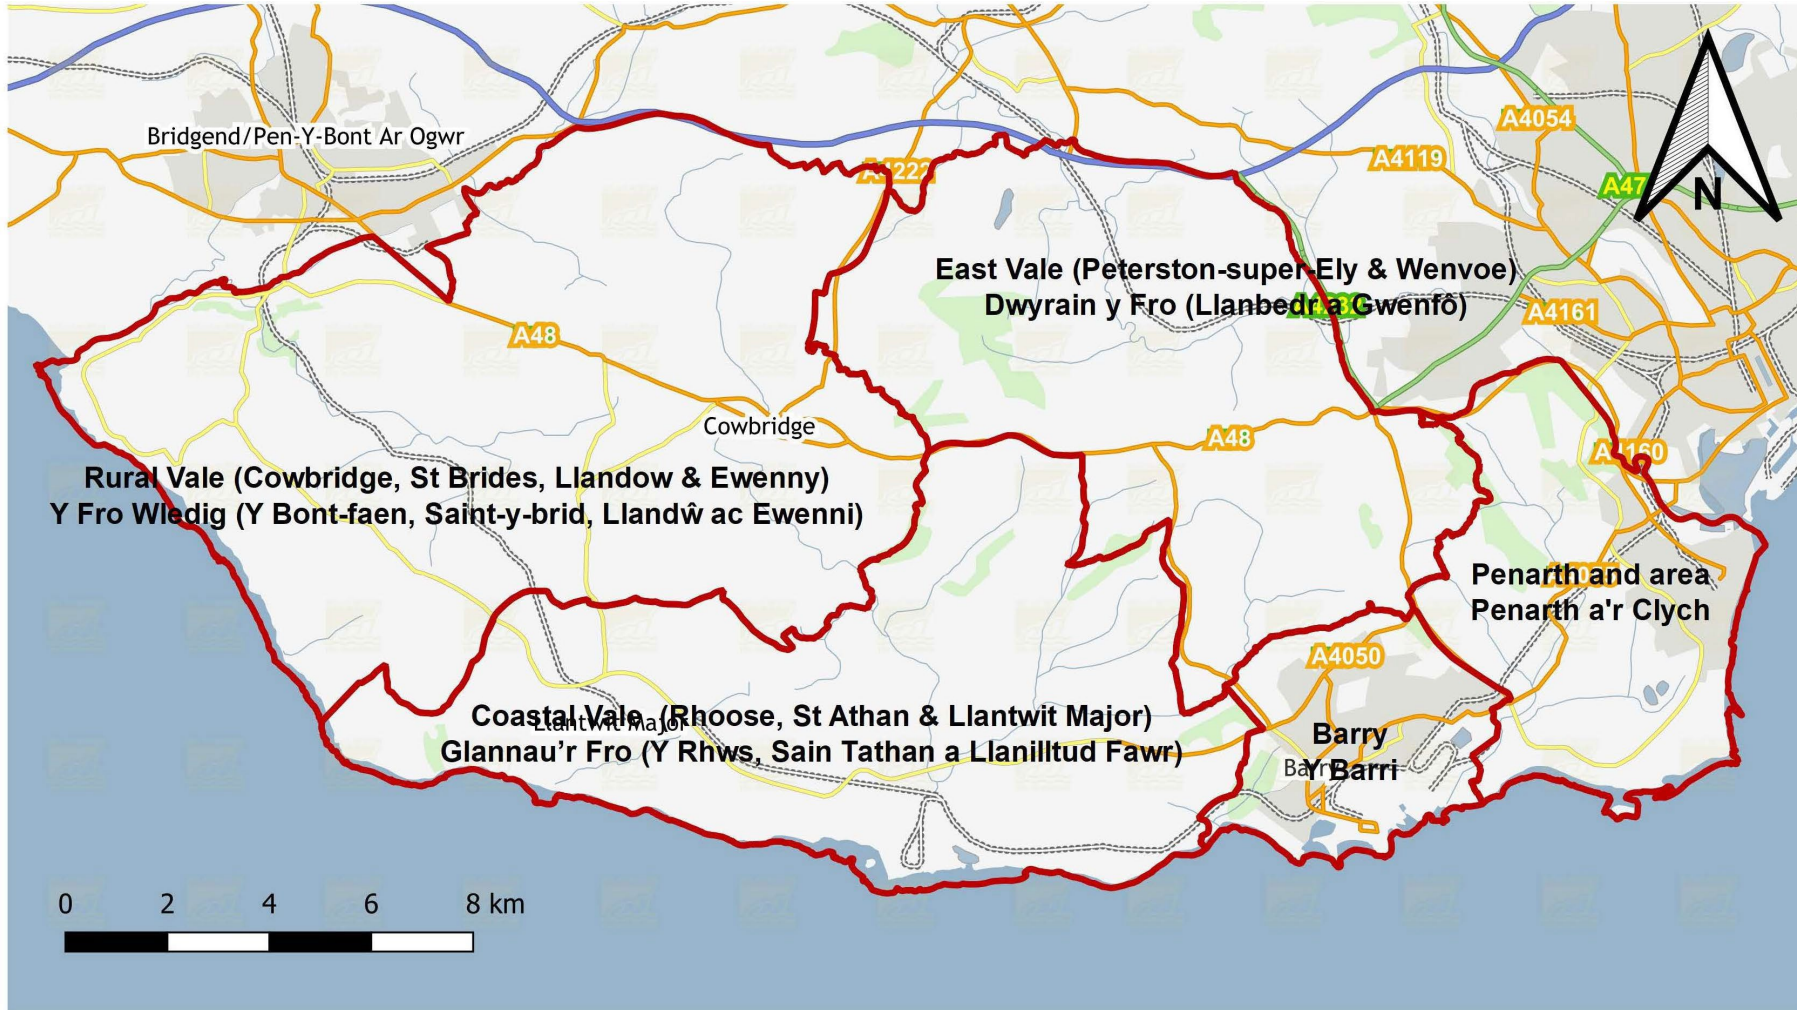 Bridgend/Pen-Y-Bont Ar Ogwr
A4054
A4119
A47
N
East Vale (Peterston-super-Ely & Wenvoe)
Dwyrain y Fro (Llanbedr a Gwenfô)
A4161
A48
Cowbridge
A48
Rural Vale (Cowbridge, St Brides, Llandow & Ewenny)
Y Fro Wledig (Y Bont-faen, Saint-y-brid, Llandŵ ac Ewenni)
Penarth and area
Penarth a'r Clych
A4050
Coastal Vale (Rhoose, St Athan & Llantwit Major)
Llantwit Major
Glannau’r Fro (Y Rhws, Sain Tathan a Llanilltud Fawr)
Barry
Y Barri
Barry
0 2 4 6 8 km